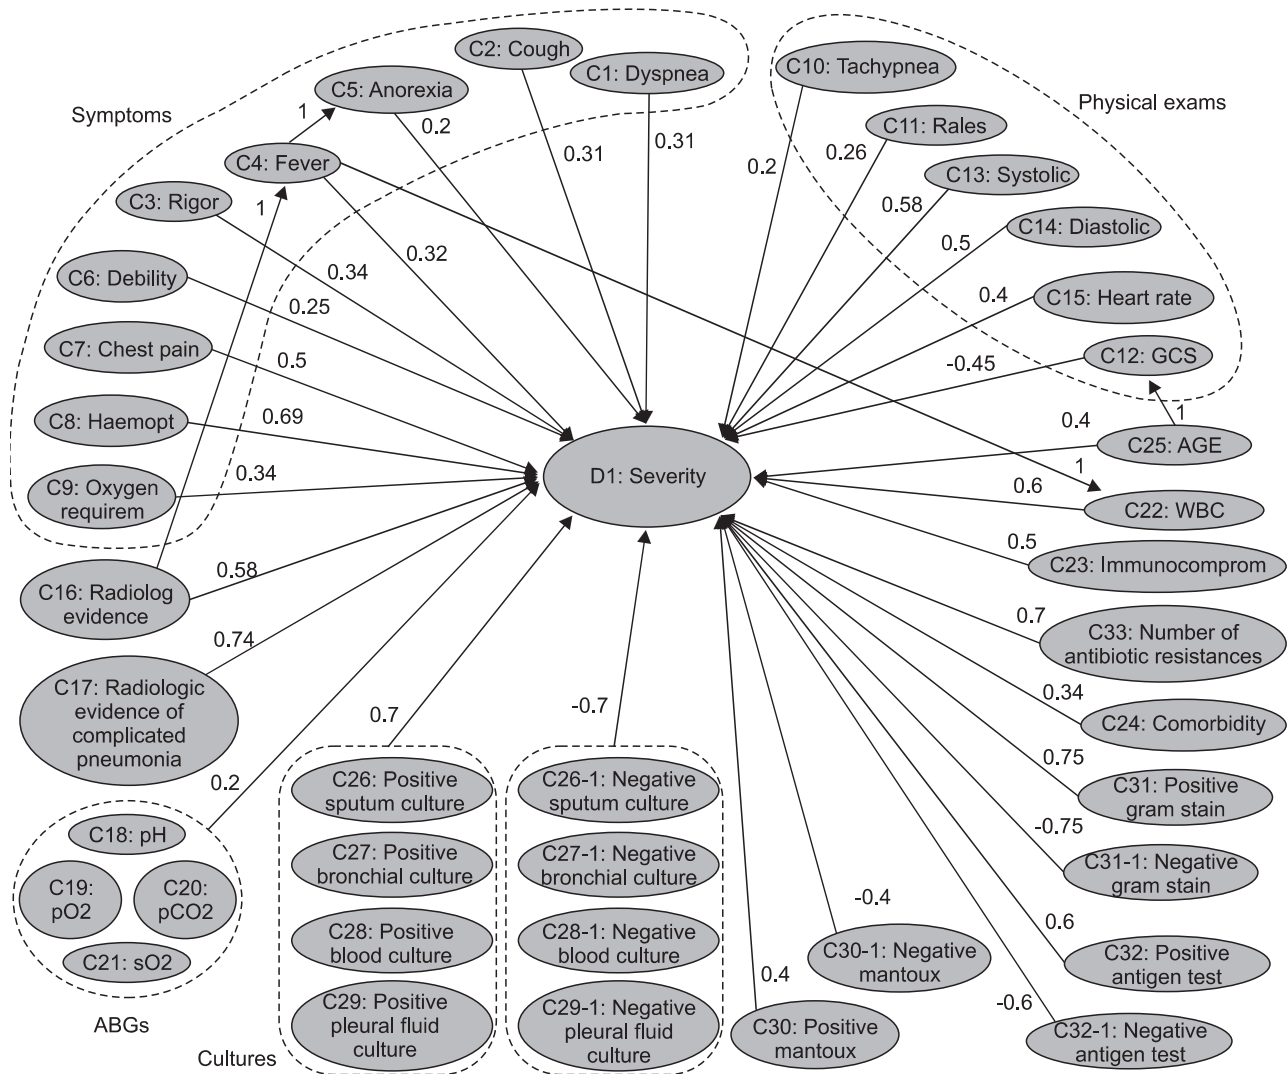 C2: Cough
C1: Dyspnea
C10: Tachypnea
C5: Anorexia
Symptoms
Physical exams
1
0.2
C11: Rales
C4: Fever
0.31
0.31
0.2
0.26
C13: Systolic
C3: Rigor
1
0.58
C14: Diastolic
0.32
0.5
C6: Debility
0.34
0.25
C15: Heart rate
0.4
C7: Chest pain
0.5
-0.45
C12: GCS
C8: Haemopt
0.69
0.4
1
C25: AGE
D1: Severity
1
C9: Oxygen
requirem
0.34
0.6
C22: WBC
0.5
C23: Immunocomprom
C16: Radiolog
evidence
0.58
0.7
C33: Number of
antibiotic resistances
0.74
C17: Radiologic
evidence of
complicated
pneumonia
0.34
C24: Comorbidity
0.7
-0.7
0.75
0.2
C31: Positive
gram stain
-0.75
C31-1: Negative
gram stain
C26: Positive
sputum culture
C26-1: Negative
sputum culture
C18: pH
C27: Positive
bronchial culture
C27-1: Negative
bronchial culture
C19:
pO2
C20:
pCO2
-0.4
0.6
C28: Positive
blood culture
C28-1: Negative
blood culture
C30-1: Negative
mantoux
C32: Positive
antigen test
C21: sO2
0.4
-0.6
ABGs
C29: Positive
pleural fluid
culture
C29-1: Negative
pleural fluid
culture
C30: Positive
mantoux
C32-1: Negative
antigen test
Cultures